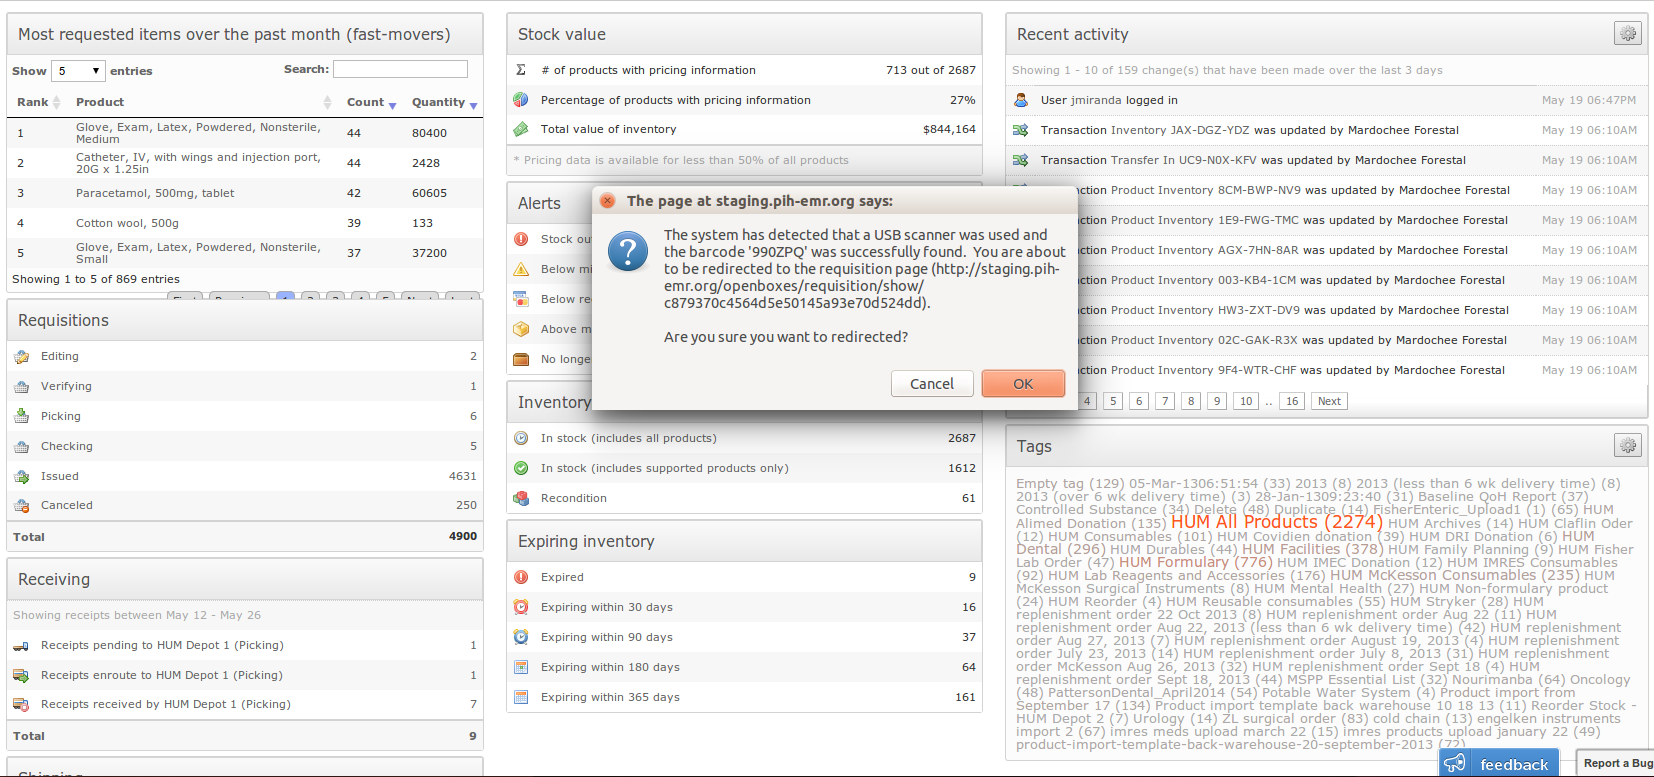 Most requested items over the past month (fast-movers)
Show 5 entries Search:
Rank Product Count Quantity
1 Glove, Exam, Latex, Powdered, Nonsterile, Medium 44 80400
2 Catheter, IV, with wings and injection port, 20G x 1.25in 44 2428
3 Paracetamol, 500mg, tablet 42 60605
4 Cotton wool, 500g 39 133
5 Glove, Exam, Latex, Powdered, Nonsterile, Small 37 37200
Showing 1 to 5 of 869 entries
Requisitions
Editing 2
Verifying 1
Picking 6
Checking 5
Issued 4631
Canceled 250
Total 4900
Receiving
Showing receipts between May 12 - May 26
Receipts pending to HUM Depot 1 (Picking) 1
Receipts enroute to HUM Depot 1 (Picking) 1
Receipts received by HUM Depot 1 (Picking) 7
Total 9
Stock value
# of products with pricing information 713 out of 2687
Percentage of products with pricing information 27%
Total value of inventory $844,164
* Pricing data is available for less than 50% of all products
Alerts
Stock ou
Below mi
Below re
Above m
No longe
The page at staging.pih-emr.org says:
The system has detected that a USB scanner was used and
the barcode '990ZPQ' was successfully found. You are about
to be redirected to the requisition page (http://staging.pih-
emr.org/openboxes/requisition/show/
c879370c4564d5e50145a93e70d524dd).
Are you sure you want to redirected?
Cancel OK
Inventory
In stock (includes all products) 2687
In stock (includes supported products only) 1612
Recondition 61
Expiring inventory
Expired 9
Expiring within 30 days 16
Expiring within 90 days 37
Expiring within 180 days 64
Expiring within 365 days 161
Recent activity
Showing 1 - 10 of 159 change(s) that have been made over the last 3 days
User jmiranda logged in May 19 06:47PM
Transaction Inventory JAX-DGZ-YDZ was updated by Mardochee Forestal May 19 06:10AM
Transaction Transfer In UC9-N0X-KFV was updated by Mardochee Forestal May 19 06:10AM
ction Product Inventory 8CM-BWP-NV9 was updated by Mardochee Forestal May 19 06:10AM
ction Product Inventory 1E9-FWG-TMC was updated by Mardochee Forestal May 19 06:10AM
ction Product Inventory AGX-7HN-8AR was updated by Mardochee Forestal May 19 06:10AM
ction Product Inventory 003-KB4-1CM was updated by Mardochee Forestal May 19 06:10AM
ction Product Inventory HW3-ZXT-DV9 was updated by Mardochee Forestal May 19 06:10AM
ction Product Inventory 02C-GAK-R3X was updated by Mardochee Forestal May 19 06:10AM
ction Product Inventory 9F4-WTR-CHF was updated by Mardochee Forestal May 19 06:10AM
4 5 6 7 8 9 10 .. 16 Next
Tags
Empty tag (129) 05-Mar-1306:51:54 (33) 2013 (8) 2013 (less than 6 wk delivery time) (8)
2013 (over 6 wk delivery time) (3) 28-Jan-1309:23:40 (31) Baseline QoH Report (37)
Controlled Substance (34) Delete (48) Duplicate (14) FisherEnteric_Upload1 (1) (65) HUM
Alimed Donation (135) HUM All Products (2274) HUM Archives (14) HUM Claflin Oder
(12) HUM Consumables (101) HUM Covidien donation (39) HUM DRI Donation (6) HUM
Dental (296) HUM Durables (44) HUM Facilities (378) HUM Family Planning (9) HUM Fisher
Lab Order (47) HUM Formulary (776) HUM IMEC Donation (12) HUM IMRES Consumables
(92) HUM Lab Reagents and Accessories (176) HUM McKesson Consumables (235) HUM
McKesson Surgical Instruments (8) HUM Mental Health (27) HUM Non-formulary product
(24) HUM Reorder (4) HUM Reusable consumables (55) HUM Stryker (28) HUM
replenishment order 22 Oct 2013 (8) HUM replenishment order Aug 22 (11) HUM
replenishment order Aug 22, 2013 (less than 6 wk delivery time) (42) HUM replenishment
order Aug 27, 2013 (7) HUM replenishment order August 19, 2013 (4) HUM replenishment
order July 23, 2013 (14) HUM replenishment order July 8, 2013 (31) HUM replenishment
order McKesson Aug 26, 2013 (32) HUM replenishment order Sept 18 (4) HUM
replenishment order Sept 18, 2013 (44) MSPP Essential List (32) Nourimanba (64) Oncology
(48) PattersonDental_April2014 (54) Potable Water System (4) Product import from
September 17 (134) Product import template back warehouse 10 18 13 (11) Reorder Stock -
HUM Depot 2 (7) Urology (14) ZL surgical order (83) cold chain (13) engelken instruments
import 2 (67) imres meds upload march 22 (15) imres products upload january 22 (49)
product-import-template-back-warehouse-20-september-2013 (72)
feedback
Report a Bug